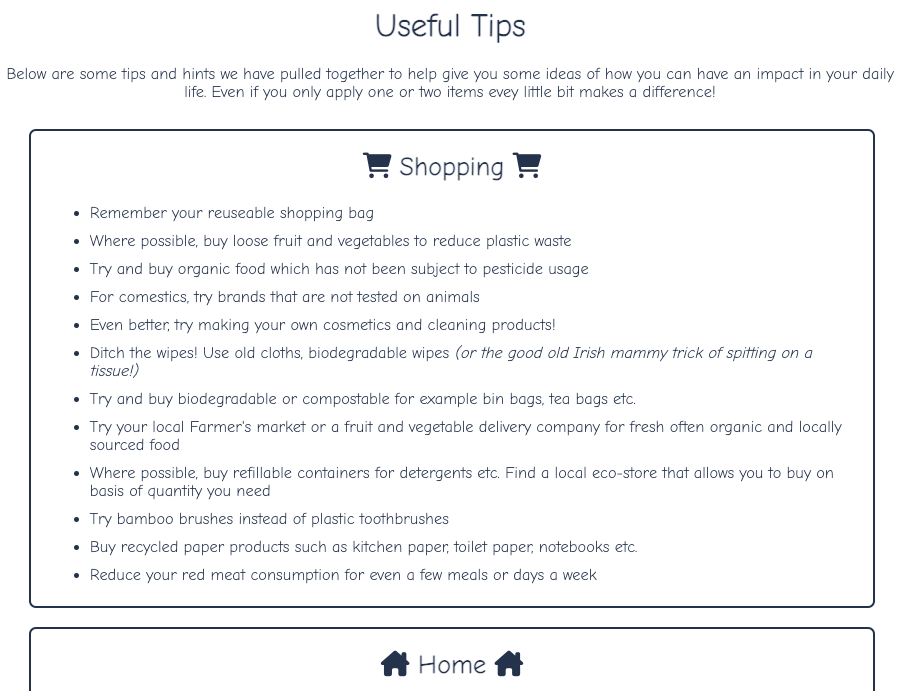 Useful Tips
Below are some tips and hints we have pulled together to help give you some ideas of how you can have an impact in your daily
life. Even if you only apply one or two items evey little bit makes a difference!
Shopping
Remember your reuseable shopping bag
Where possible, buy loose fruit and vegetables to reduce plastic waste
Try and buy organic food which has not been subject to pesticide usage
For comestics, try brands that are not tested on animals
Even better, try making your own cosmetics and cleaning products!
Ditch the wipes! Use old cloths, biodegradable wipes (or the good old Irish mammy trick of spitting on a
tissue!)
Try and buy biodegradable or compostable for example bin bags, tea bags etc.
Try your local Farmer's market or a fruit and vegetable delivery company for fresh often organic and locally
sourced food
Where possible, buy refillable containers for detergents etc. Find a local eco-store that allows you to buy on
basis of quantity you need
Try bamboo brushes instead of plastic toothbrushes
Buy recycled paper products such as kitchen paper, toilet paper, notebooks etc.
Reduce your red meat consumption for even a few meals or days a week
Home